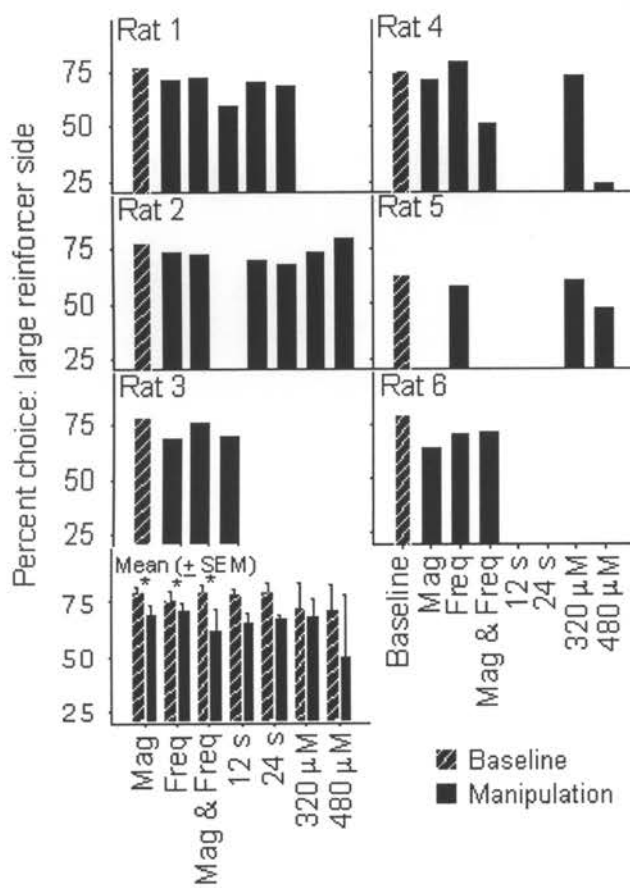 Percent choice: large reinforcer side
Rat 1
75
50
25
Rat 4
Rat 2
75
50
25
Rat 5
Rat 3
75
50
25
Rat 6
Mean (± SEM)
* * *
75
50
25
Mag
Freq
Mag & Freq
12 s
24 s
320 µM
480 µM
Baseline
Mag
Freq
Mag & Freq
12 s
24 s
320 µM
480 µM
Baseline
Manipulation